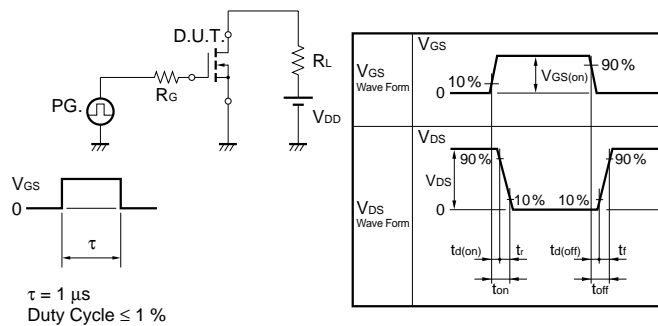 D.U.T.
RL
RG
PG.
VDD
VGS
0
τ
τ = 1 μs
Duty Cycle ≤ 1 %
VGS
Wave Form
VGS
10 %
VGS(on)
90 %
0
VDS
Wave Form
VDS
90 %
90 %
VDS
10 %
10 %
0
td(on)
tr
td(off)
tf
ton
toff